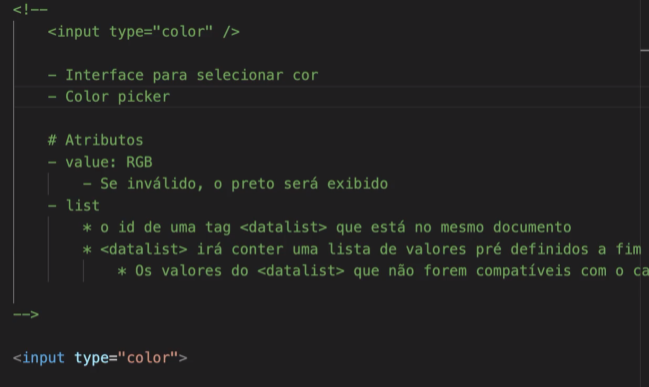 <!--
<input type="color" />
- Interface para selecionar cor
- Color picker
# Atributos
- value: RGB
- Se inválido, o preto será exibido
- list
* o id de uma tag <datalist> que está no mesmo documento
* <datalist> irá conter uma lista de valores pré definidos a fim
* Os valores do <datalist> que não forem compatíveis com o ca
-->
<input type="color">